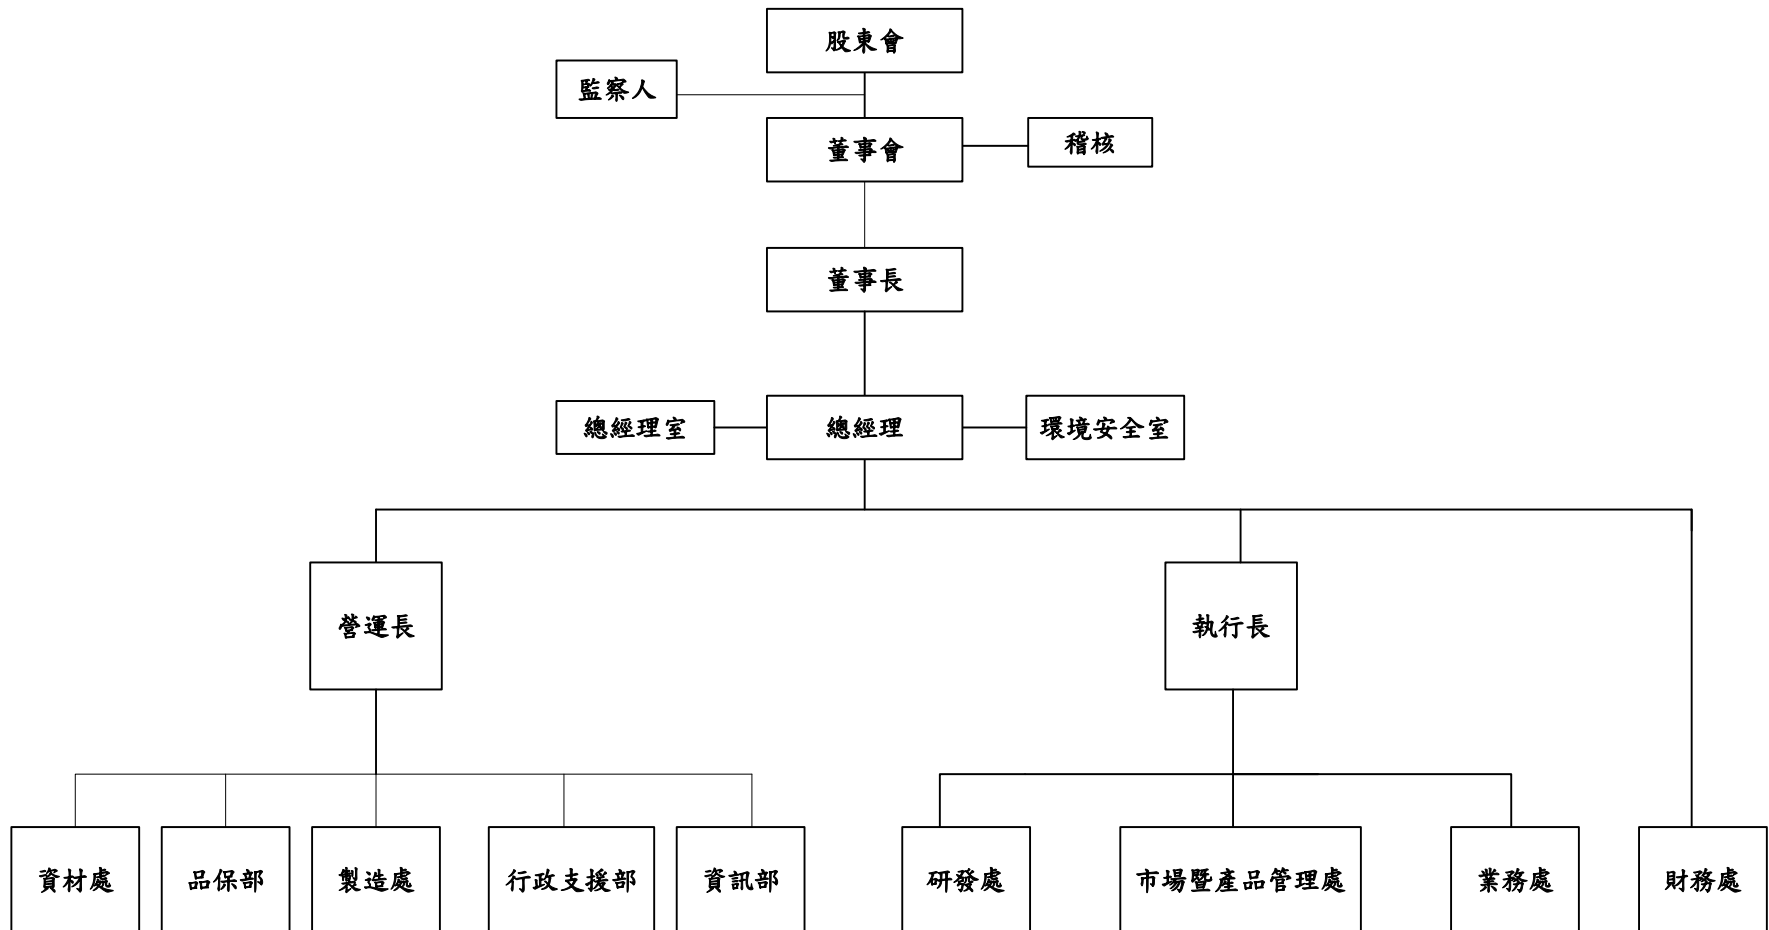 股東會
監察人
董事會
稽核
董事長
總經理室
總經理
環境安全室
營運長
執行長
資材處
品保部
製造處
行政支援部
資訊部
研發處
市場暨產品管理處
業務處
財務處